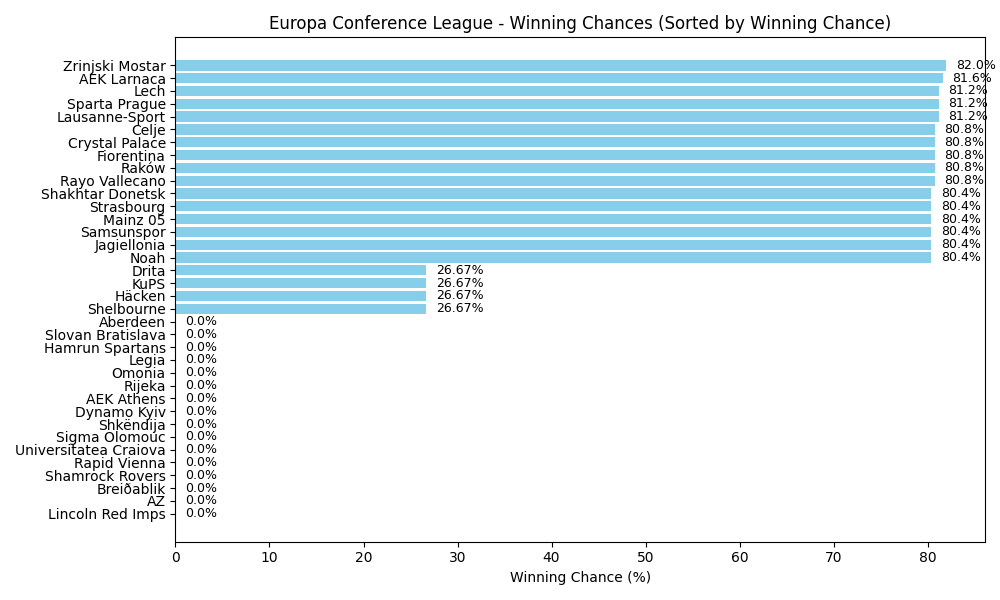 Europa Conference League - Winning Chances (Sorted by Winning Chance)
Zrinjski Mostar 82.0%
AEK Larnaca 81.6%
Lech 81.2%
Sparta Prague 81.2%
Lausanne-Sport 81.2%
Celje 80.8%
Crystal Palace 80.8%
Fiorentina 80.8%
Raków 80.8%
Rayo Vallecano 80.8%
Shakhtar Donetsk 80.4%
Strasbourg 80.4%
Mainz 05 80.4%
Samsunspor 80.4%
Jagiellonia 80.4%
Noah 80.4%
Drita 26.67%
KuPS 26.67%
Häcken 26.67%
Shelbourne 26.67%
Aberdeen 0.0%
Slovan Bratislava 0.0%
Hamrun Spartans 0.0%
Legia 0.0%
Omonia 0.0%
Rijeka 0.0%
AEK Athens 0.0%
Dynamo Kyiv 0.0%
Shkëndija 0.0%
Sigma Olomouc 0.0%
Universitatea Craiova 0.0%
Rapid Vienna 0.0%
Shamrock Rovers 0.0%
Breiðablik 0.0%
AZ 0.0%
Lincoln Red Imps 0.0%
0 10 20 30 40 50 60 70 80
Winning Chance (%)